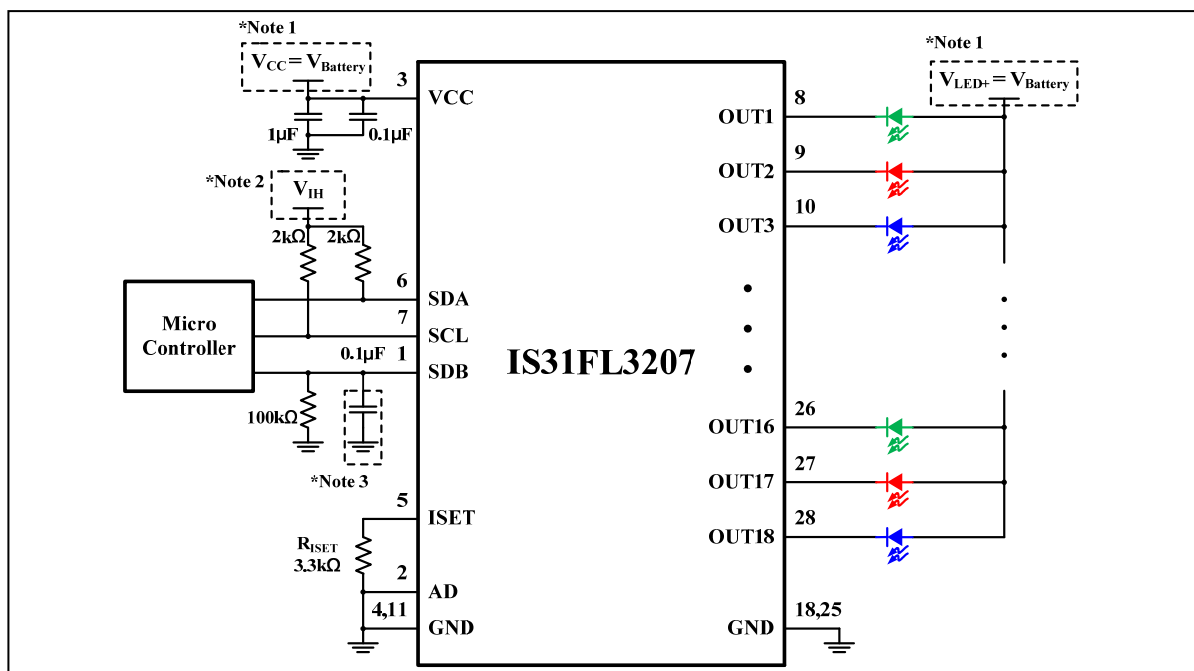 *Note 1
VCC = VBattery
3
VCC
1μF
0.1μF
*Note 2
VIH
2kΩ
2kΩ
Micro
Controller
6
SDA
7
SCL
0.1μF
1
SDB
100kΩ
*Note 3
5
ISET
RISET
3.3kΩ
2
AD
4,11
GND
IS31FL3207
*Note 1
VLED+ = VBattery
8
OUT1
9
OUT2
10
OUT3
26
OUT16
27
OUT17
28
OUT18
18,25
GND